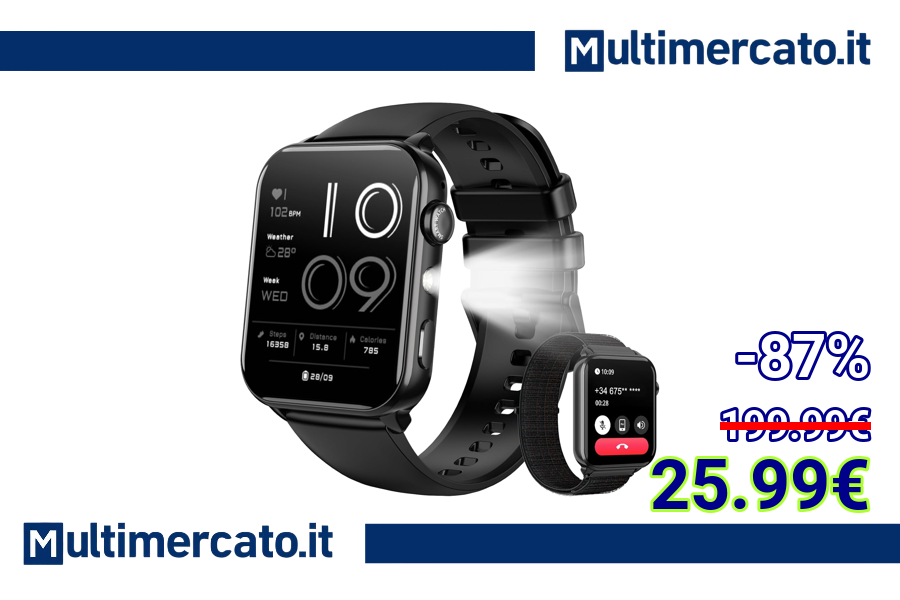 Multimercato.it
102 BPM
10
Weather
28°
09
Week
WED
Steps
16358
Distance
15.8
Calories
785
28/09
10:09
+34 675** ****
00:28
-87%
199.99€
25.99€
Multimercato.it